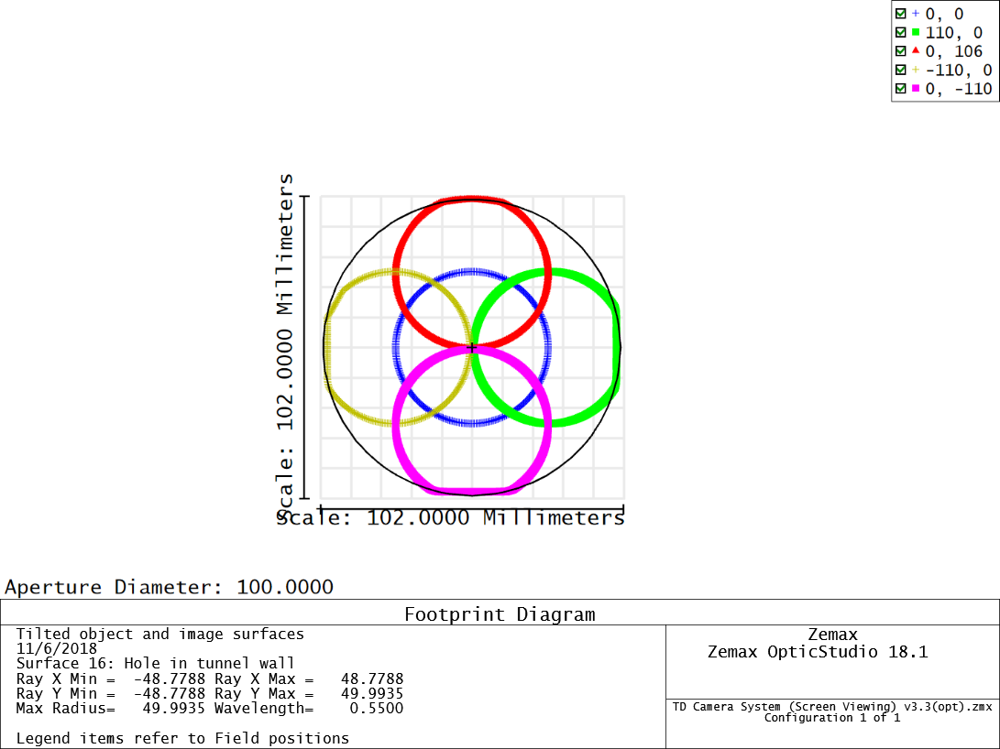 0, 0
110, 0
0, 106
-110, 0
0, -110
Scale: 102.0000 Millimeters
Scale: 102.0000 Millimeters
Aperture Diameter: 100.0000
Footprint Diagram
Tilted object and image surfaces
11/6/2018
Surface 16: Hole in tunnel wall
Ray X Min =  -48.7788 Ray X Max =   48.7788
Ray Y Min =  -48.7788 Ray Y Max =   49.9935
Max Radius=   49.9935 Wavelength=    0.5500
Legend items refer to Field positions
Zemax
Zemax OpticStudio 18.1
TD Camera System (Screen Viewing) v3.3(opt).zmx
Configuration 1 of 1